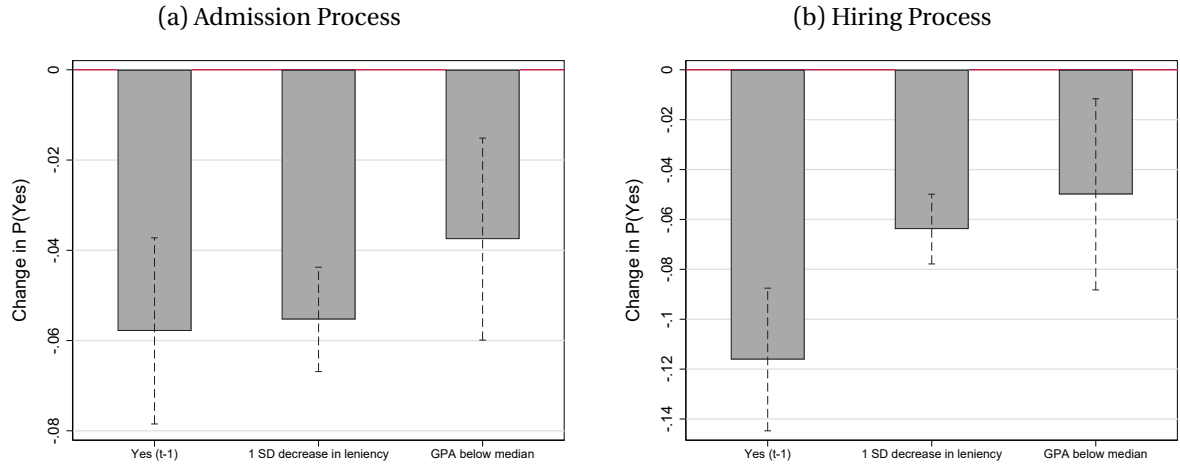 (a) Admission Process
Change in P(Yes)
0
-.02
-.04
-.06
-.08
Yes (t-1) 1 SD decrease in leniency GPA below median
(b) Hiring Process
Change in P(Yes)
0
-.02
-.04
-.06
-.08
-.1
-.12
-.14
Yes (t-1) 1 SD decrease in leniency GPA below median